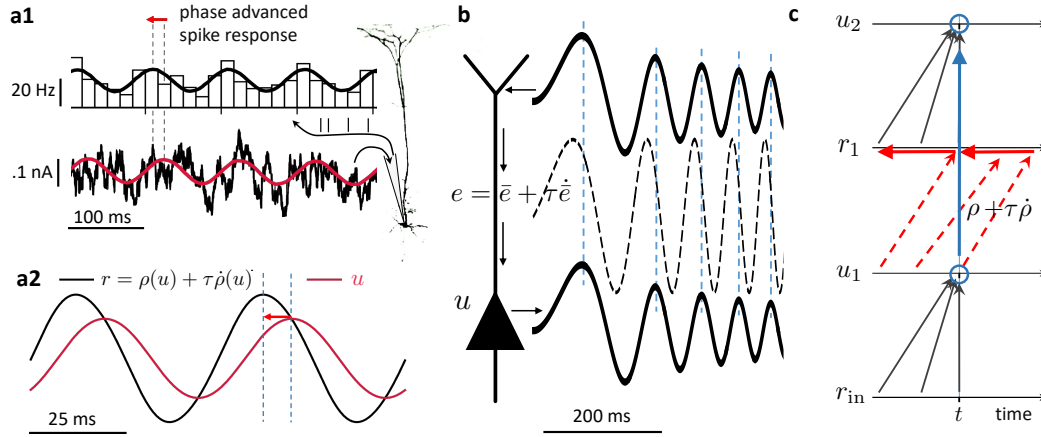 a1
phase advanced
spike response
20 Hz
.1 nA
100 ms
a2
r = ρ(u) + τρ̇(u)
u
25 ms
b
e = ē + τē̇
u
200 ms
c
u₂
r₁
ρ + τρ̇
u₁
r_in
t
time